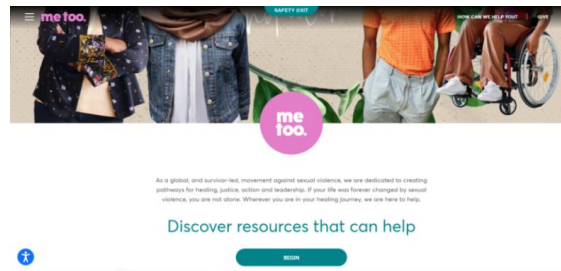 SAFETY EXIT
me too.
HOW CAN WE HELP YOU?
GIVE
me
too.
As a global, and survivor-led, movement against sexual violence, we are dedicated to creating
pathways for healing, justice, action and leadership. If your life was forever changed by sexual
violence, you are not alone. Wherever you are in your healing journey, we are here to help.
Discover resources that can help
BEGIN